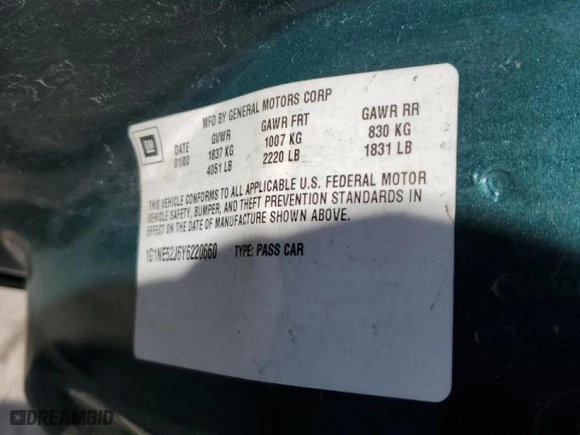 MFD BY GENERAL MOTORS CORP
GM
DATE GVWR GAWR FRT GAWR RR
01/00 1837 KG 1007 KG 830 KG
4051 LB 2220 LB 1831 LB
THIS VEHICLE CONFORMS TO ALL APPLICABLE U.S. FEDERAL MOTOR
VEHICLE SAFETY, BUMPER, AND THEFT PREVENTION STANDARDS IN
EFFECT ON THE DATE OF MANUFACTURE SHOWN ABOVE.
1G1NE52J6Y6220660 TYPE: PASS CAR
DREAMBID